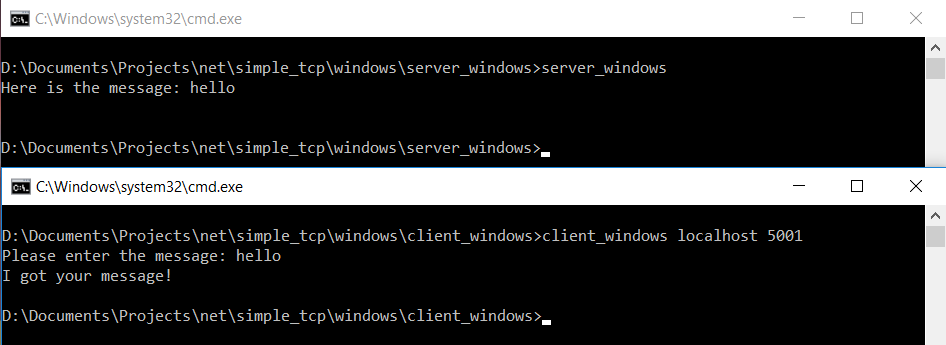 C:\Windows\system32\cmd.exe
D:\Documents\Projects\net\simple_tcp\windows\server_windows>server_windows
Here is the message: hello
D:\Documents\Projects\net\simple_tcp\windows\server_windows>
C:\Windows\system32\cmd.exe
D:\Documents\Projects\net\simple_tcp\windows\client_windows>client_windows localhost 5001
Please enter the message: hello
I got your message!
D:\Documents\Projects\net\simple_tcp\windows\client_windows>